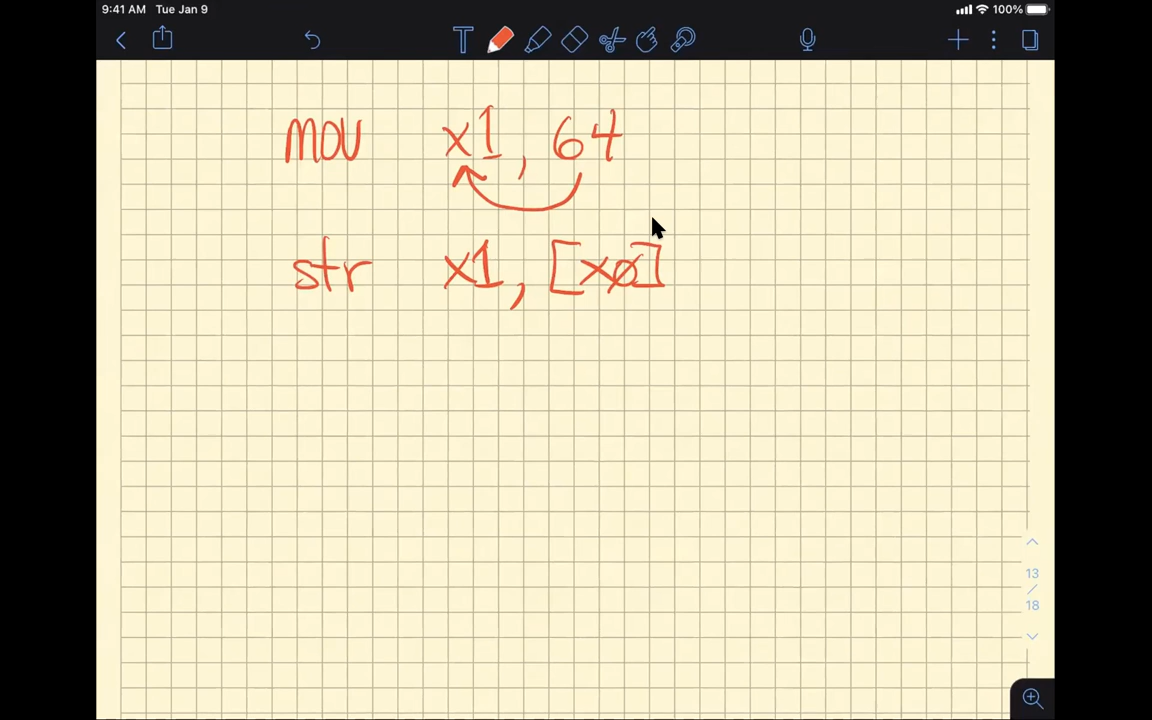 9:41 AM Tue Jan 9
100%
T
mov x1, 64
str x1, [x0]
13
/
18